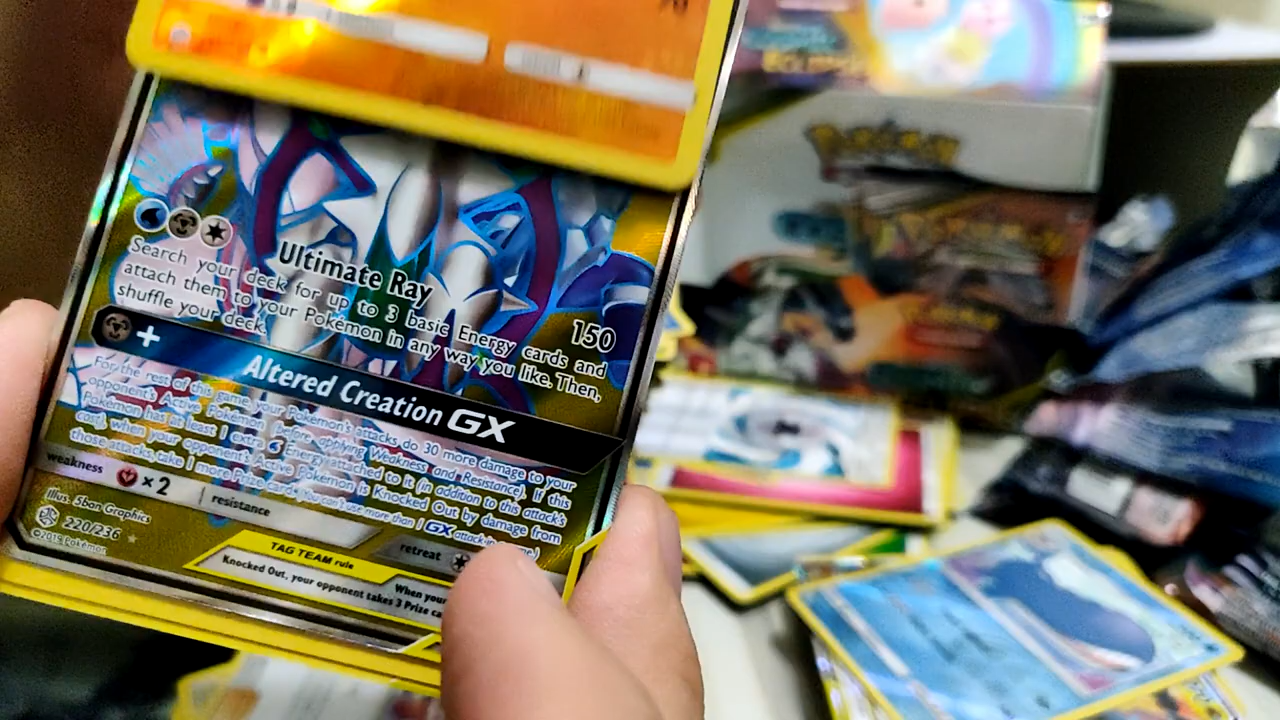 ECLIPSE
Pokémon
Ultimate Ray
150
Search your deck for up to 3 basic Energy cards and
attach them to your Pokémon in any way you like. Then,
shuffle your deck.
+
Altered Creation GX
For the rest of this game, your Pokémon's attacks do 30 more damage to your
opponent's Active Pokémon (before applying Weakness and Resistance). If this
Pokémon has at least 1 extra energy attached to it (in addition to this attack's
cost), when your opponent's Active Pokémon is Knocked Out by damage from
those attacks, take 1 more Prize card. (You can't use more than 1 GX attack in a game.)
weakness ×2 resistance
retreat
Illus. 5ban Graphics
220/236
©2019 Pokémon
TAG TEAM rule
When your
Knocked Out, your opponent takes 3 Prize